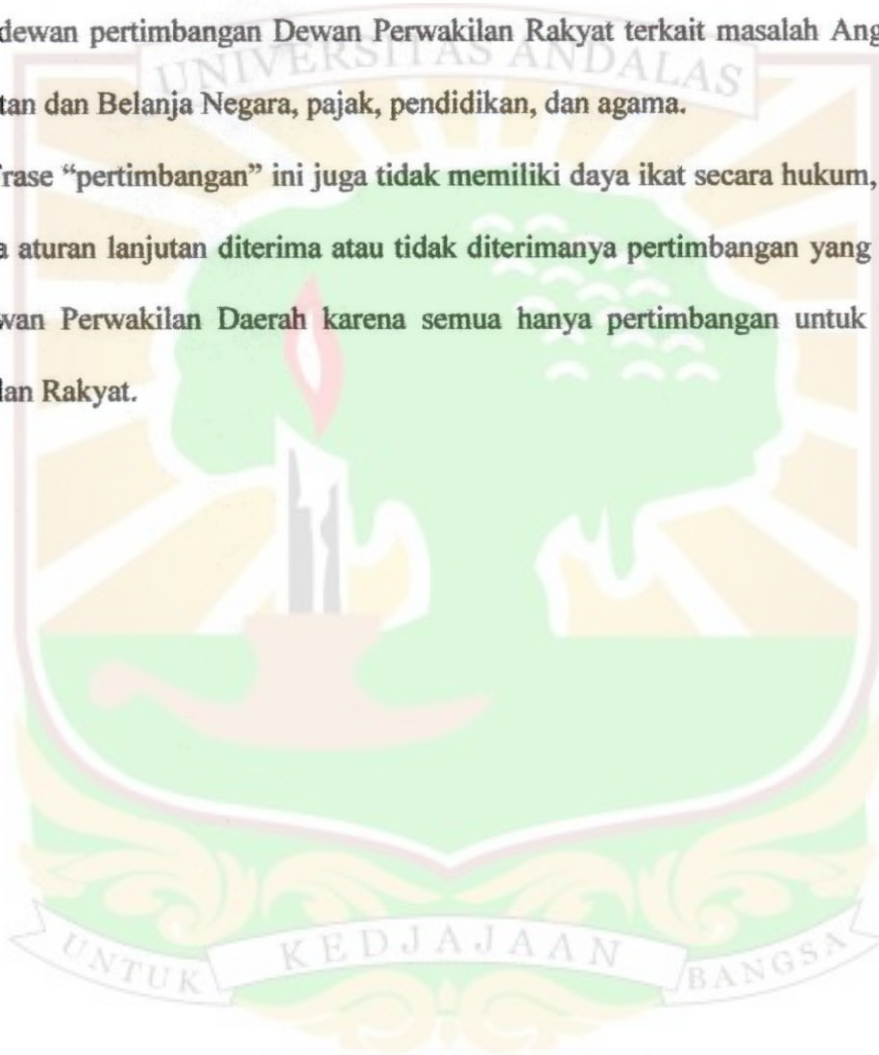 dewan pertimbangan Dewan Perwakilan Rakyat terkait masalah Ang
UNIVERSITAS ANDALAS
tan dan Belanja Negara, pajak, pendidikan, dan agama.
rase “pertimbangan” ini juga tidak memiliki daya ikat secara hukum,
a aturan lanjutan diterima atau tidak diterimanya pertimbangan yang
wan Perwakilan Daerah karena semua hanya pertimbangan untuk
lan Rakyat.
UNTUK KEDJAJAAN BANGSA